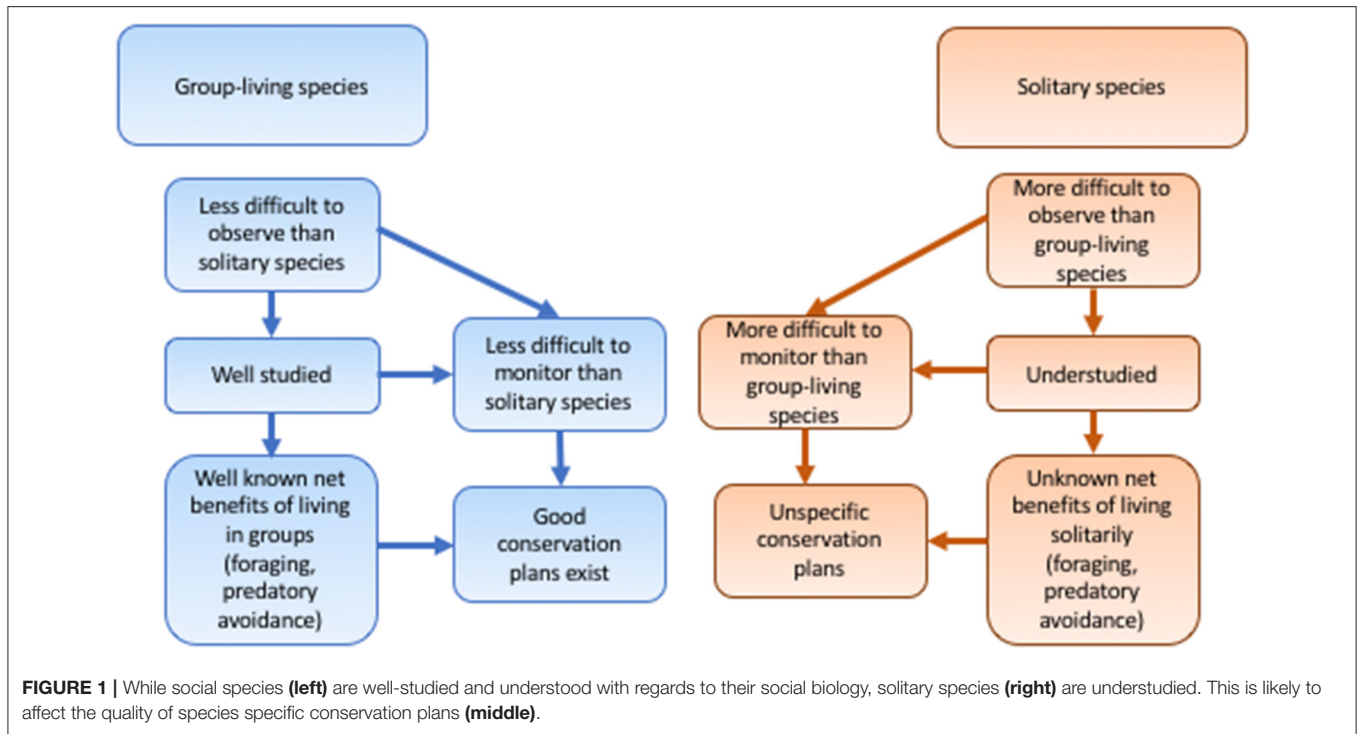 Group-living species
Solitary species
Less difficult to
observe than
solitary species
More difficult to
observe than
group-living
species
Well studied
Less difficult to
monitor than
solitary species
More difficult to
monitor than
group-living
species
Understudied
Well known net
benefits of living
in groups
(foraging,
predatory
avoidance)
Good
conservation
plans exist
Unspecific
conservation
plans
Unknown net
benefits of living
solitarily
(foraging,
predatory
avoidance)
FIGURE 1 | While social species (left) are well-studied and understood with regards to their social biology, solitary species (right) are understudied. This is likely to
affect the quality of species specific conservation plans (middle).